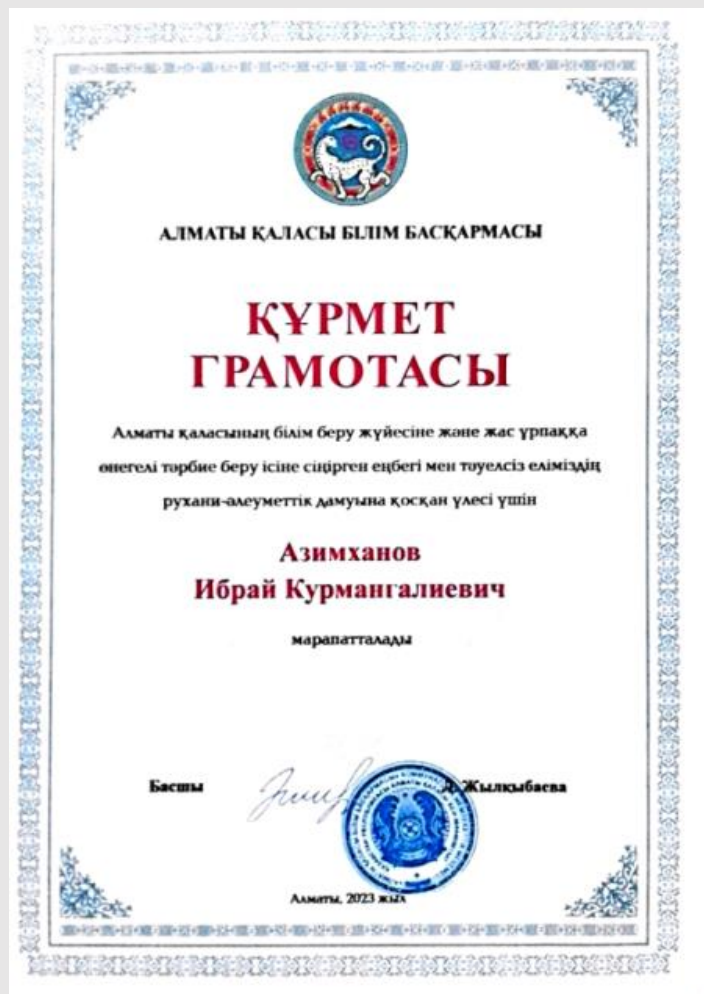 АЛМАТЫ ҚАЛАСЫ БІЛІМ БАСҚАРМАСЫ
ҚҰРМЕТ
ГРАМОТАСЫ
Алматы қаласының білім беру жүйесіне және жас ұрпаққа
өнегелі тәрбие беру ісіне сіңірген еңбегі мен тәуелсіз еліміздің
рухани-әлеуметтік дамуына қосқан үлесі үшін
Азимханов
Ибрай Курмангалиевич
марапатталады
Басшы Жылқыбаева
Алматы, 2023 жыл